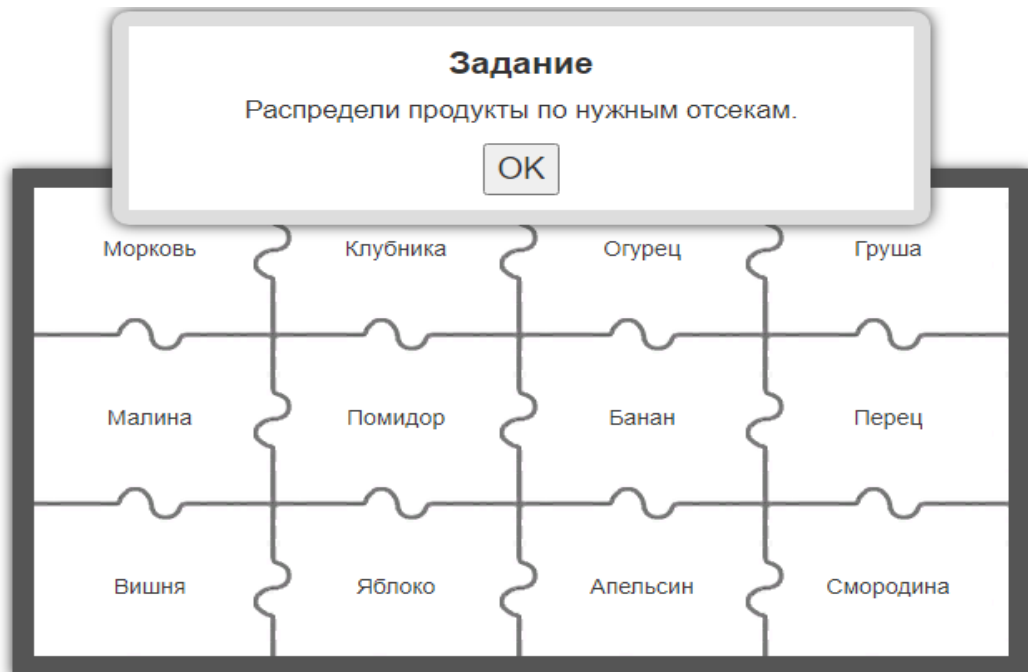 Задание
Распредели продукты по нужным отсекам.
OK
Морковь Клубника Огурец Груша
Малина Помидор Банан Перец
Вишня Яблоко Апельсин Смородина